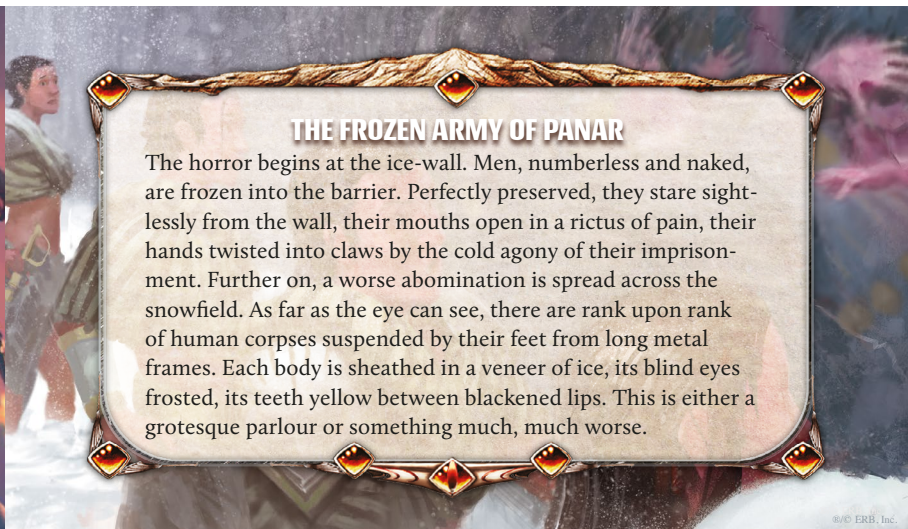 THE FROZEN ARMY OF PANAR
The horror begins at the ice-wall. Men, numberless and naked,
are frozen into the barrier. Perfectly preserved, they stare sight-
lessly from the wall, their mouths open in a rictus of pain, their
hands twisted into claws by the cold agony of their imprison-
ment. Further on, a worse abomination is spread across the
snowfield. As far as the eye can see, there are rank upon rank
of human corpses suspended by their feet from long metal
frames. Each body is sheathed in a veneer of ice, its blind eyes
frosted, its teeth yellow between blackened lips. This is either a
grotesque parlour or something much, much worse.
®/© ERB, Inc.